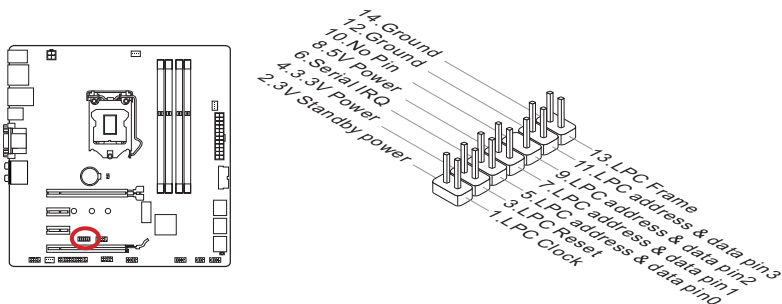 14.Ground
12.Ground
10.No Pin
8.5V Power
6.Serial IRQ
4.3.3V Power
2.3V Standby power
13.LPC Frame
11.LPC address & data pin3
9.LPC address & data pin2
7.LPC address & data pin1
5.LPC address & data pin0
3.LPC Reset
1.LPC Clock